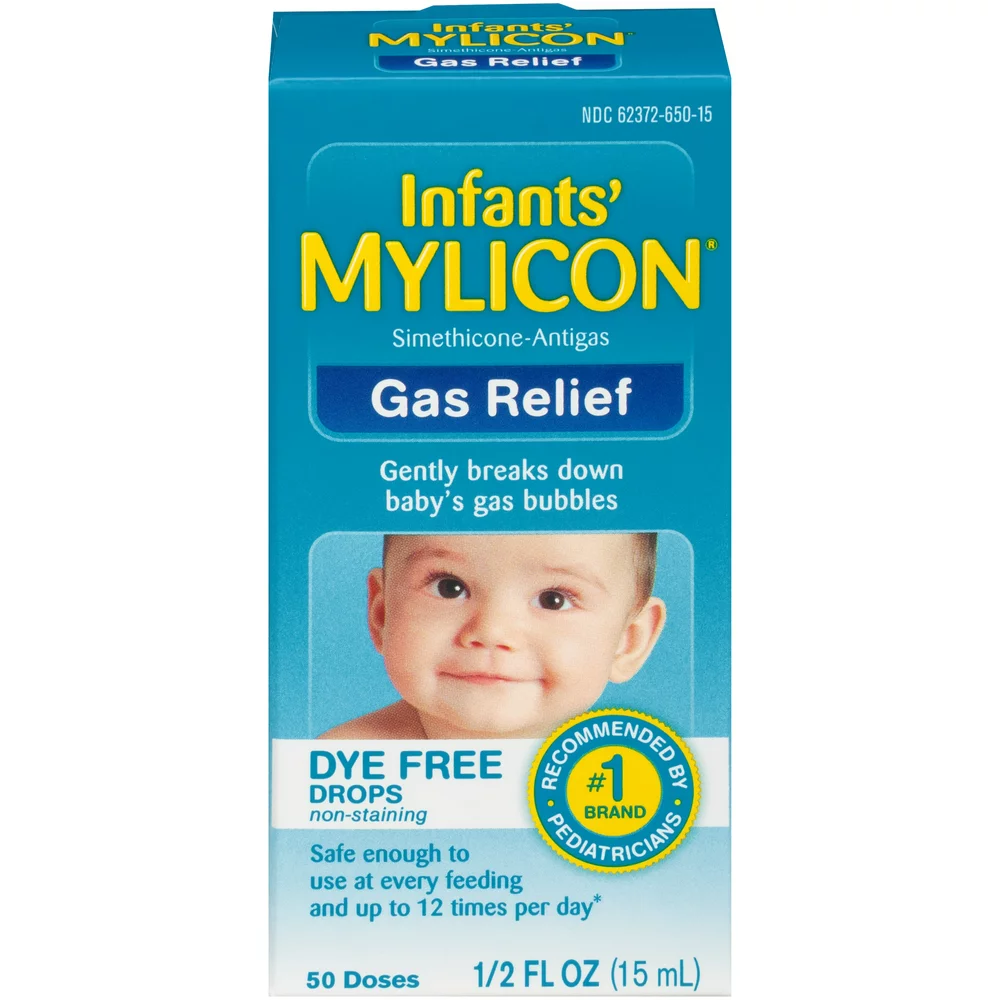 Infants'
MYLICON®
Simethicone-Antigas
Gas Relief
NDC 62372-650-15
Infants'
MYLICON®
Simethicone-Antigas
Gas Relief
Gently breaks down
baby's gas bubbles
DYE FREE
DROPS
non-staining
RECOMMENDED BY
#1
BRAND
PEDIATRICIANS
Safe enough to
use at every feeding
and up to 12 times per day*
50 Doses
1/2 FL OZ (15 mL)